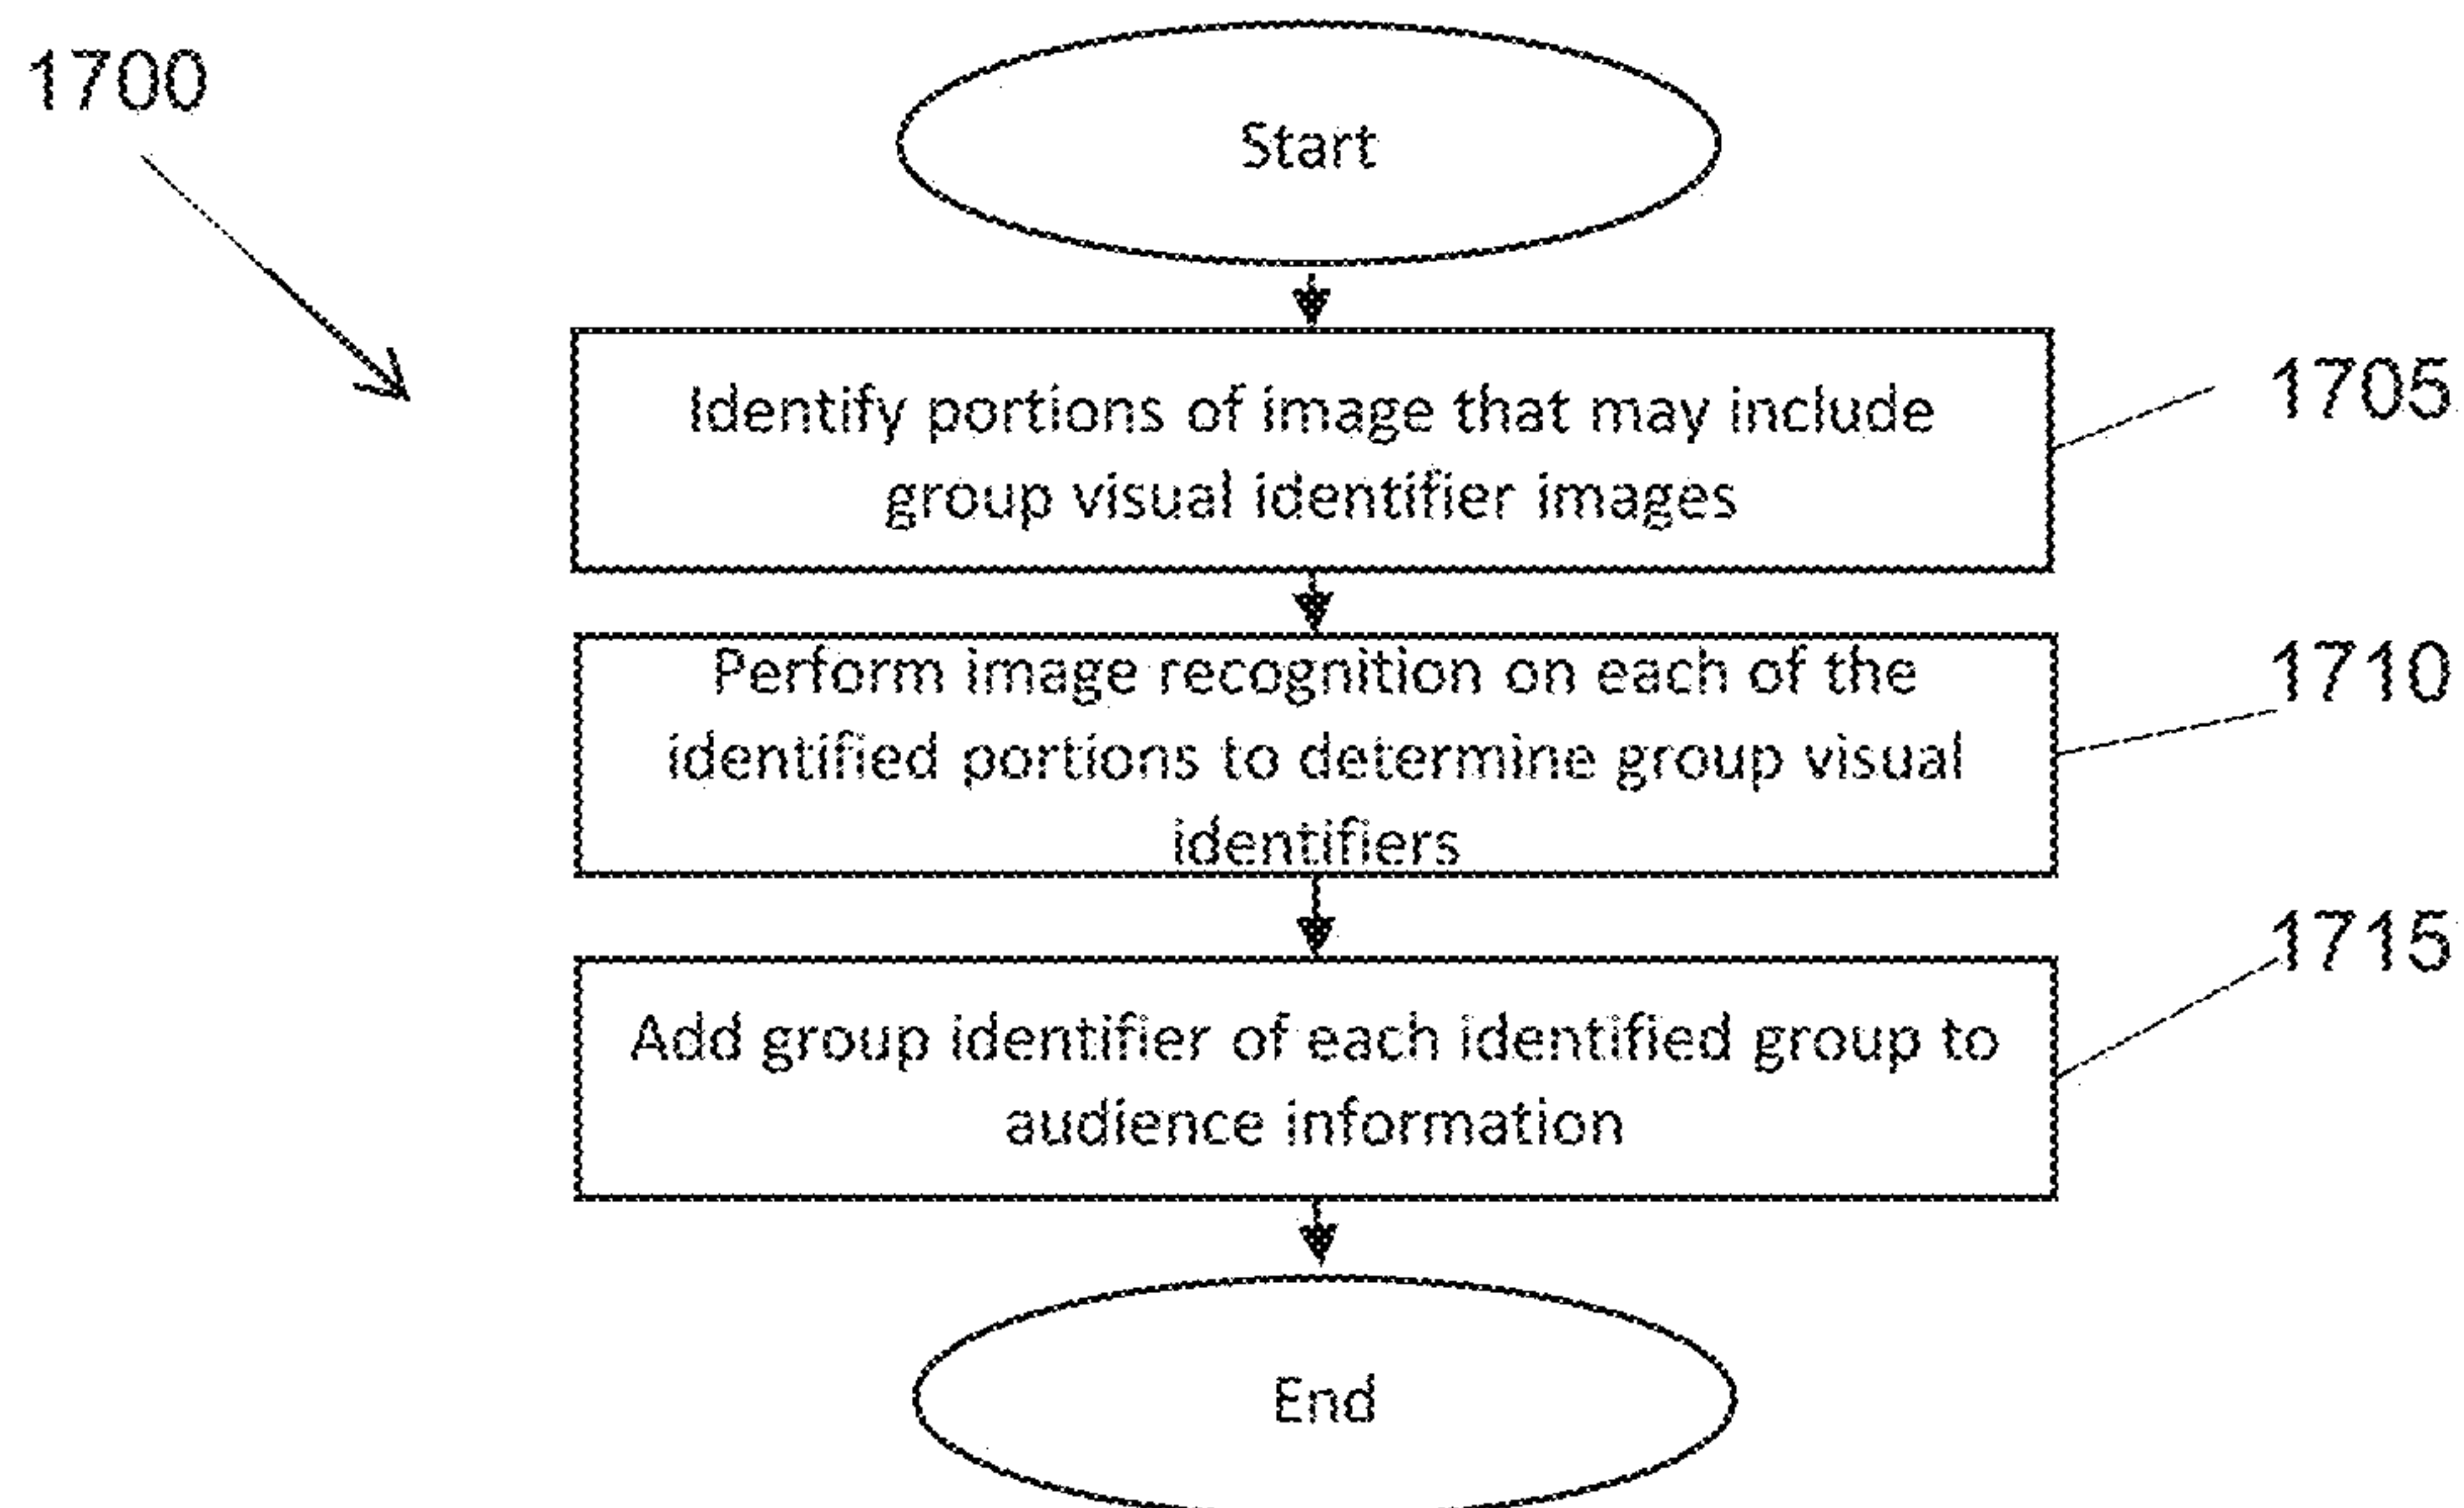 1700
Start
Identify portions of image that may include
group visual identifier images
1705
Perform image recognition on each of the
identified portions to determine group visual
identifiers
1710
Add group identifier of each identified group to
audience information
1715
End